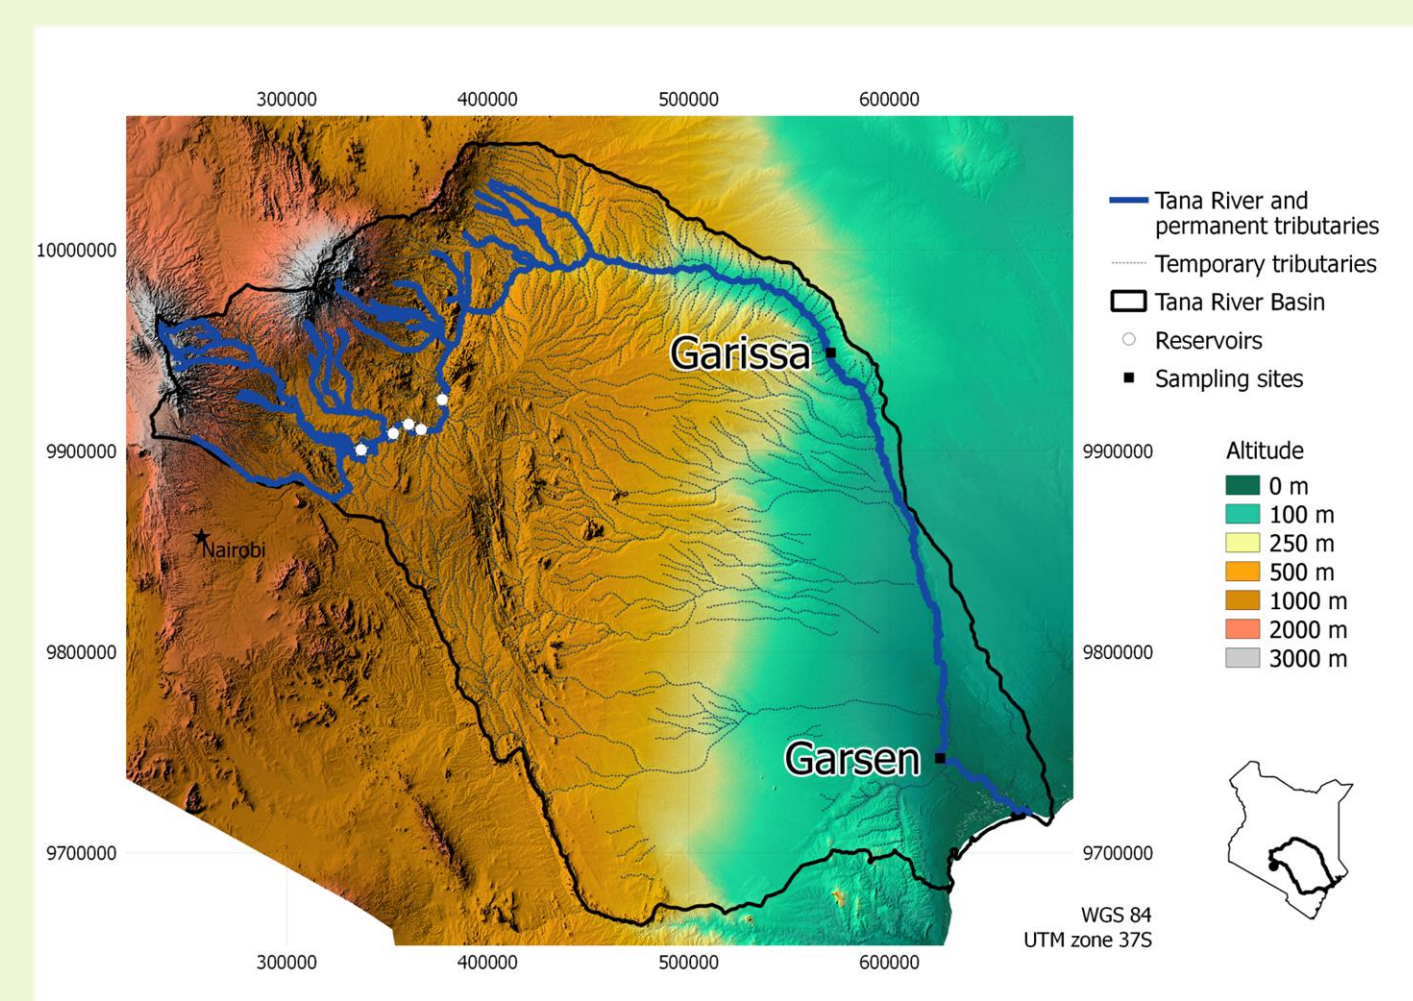 300000 400000 500000 600000
10000000
Tana River and
permanent tributaries
Temporary tributaries
Tana River Basin
Reservoirs
Sampling sites
Garissa
9900000
9900000
Altitude
0 m
100 m
250 m
500 m
1000 m
2000 m
3000 m
Nairobi
9800000
9800000
Garsen
9700000
9700000
WGS 84
UTM zone 37S
300000 400000 500000 600000